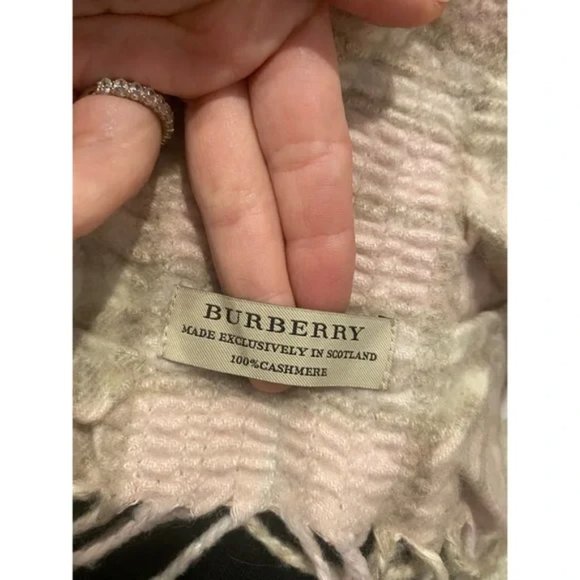 BURBERRY
MADE EXCLUSIVELY IN SCOTLAND
100%CASHMERE